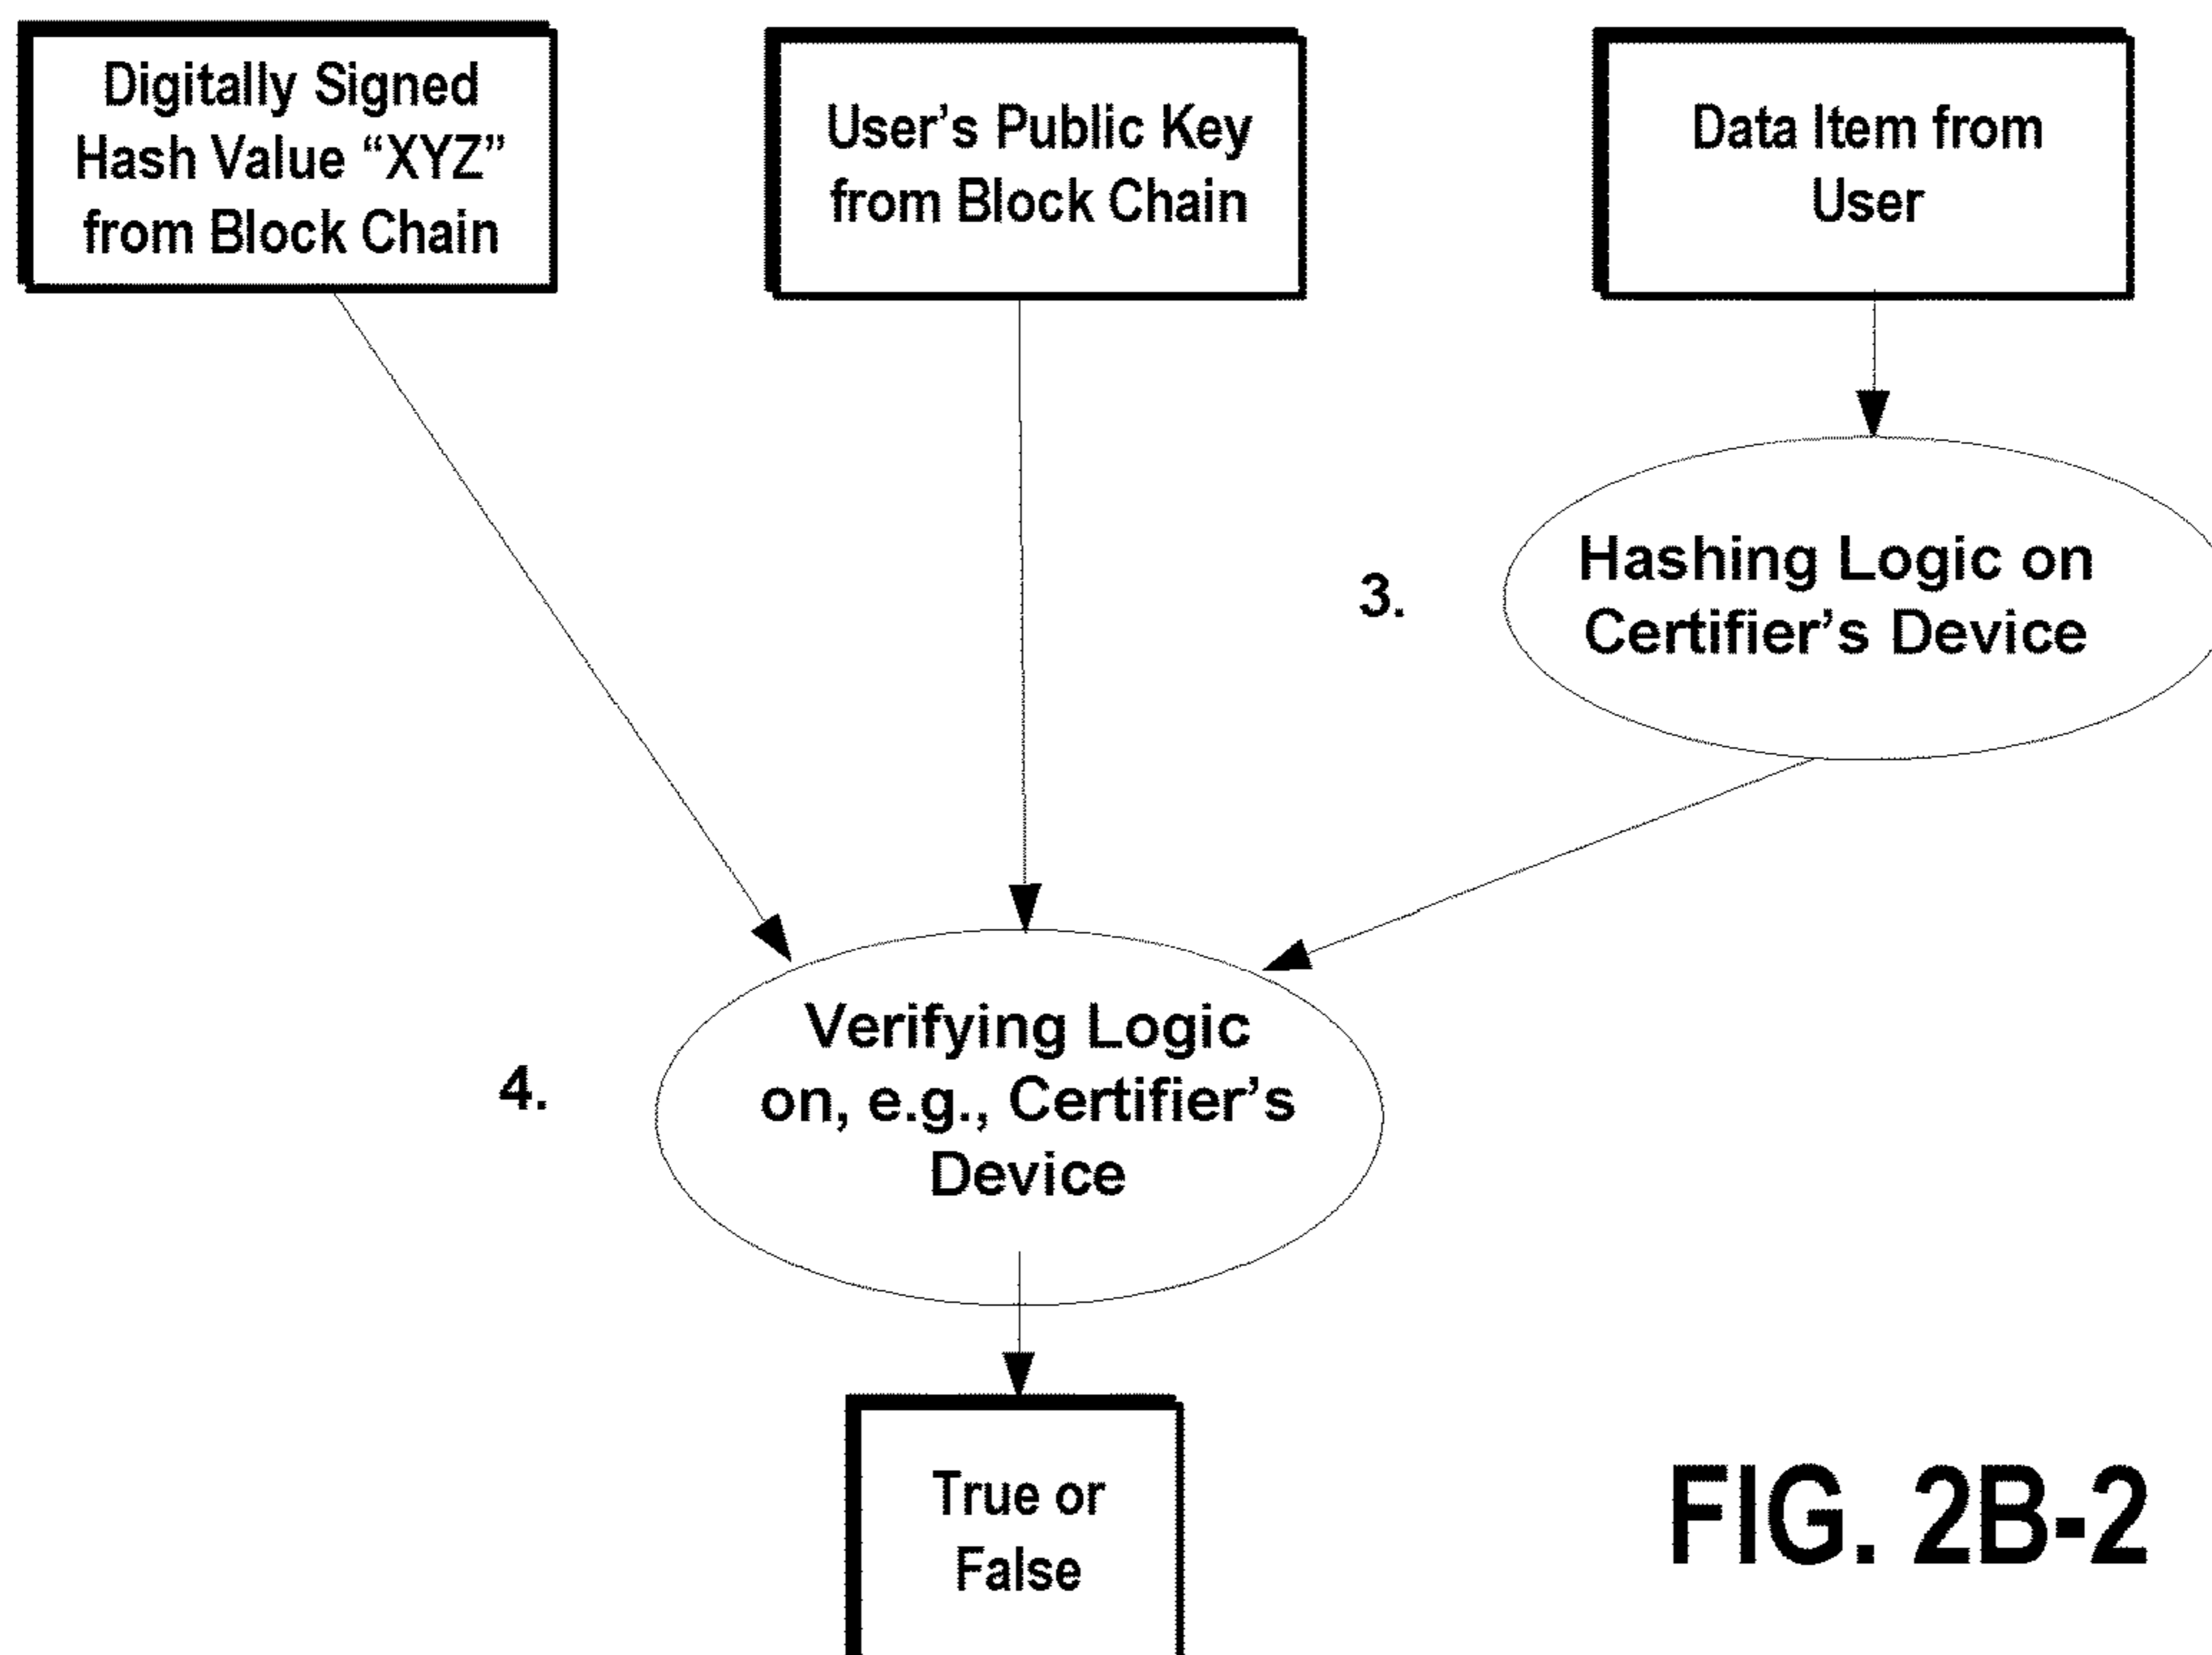 Digitally Signed
Hash Value “XYZ”
from Block Chain
User’s Public Key
from Block Chain
Data Item from
User
3.
Hashing Logic on
Certifier’s Device
4.
Verifying Logic
on, e.g., Certifier’s
Device
True or
False
FIG. 2B-2